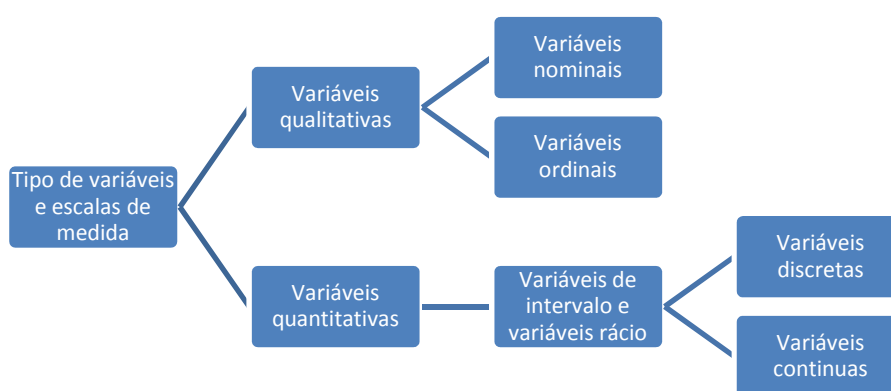 Tipo de variáveis
e escalas de
medida
Variáveis
qualitativas
Variáveis
nominais
Variáveis
ordinais
Variáveis
quantitativas
Variáveis de
intervalo e
variáveis rácio
Variáveis
discretas
Variáveis
continuas